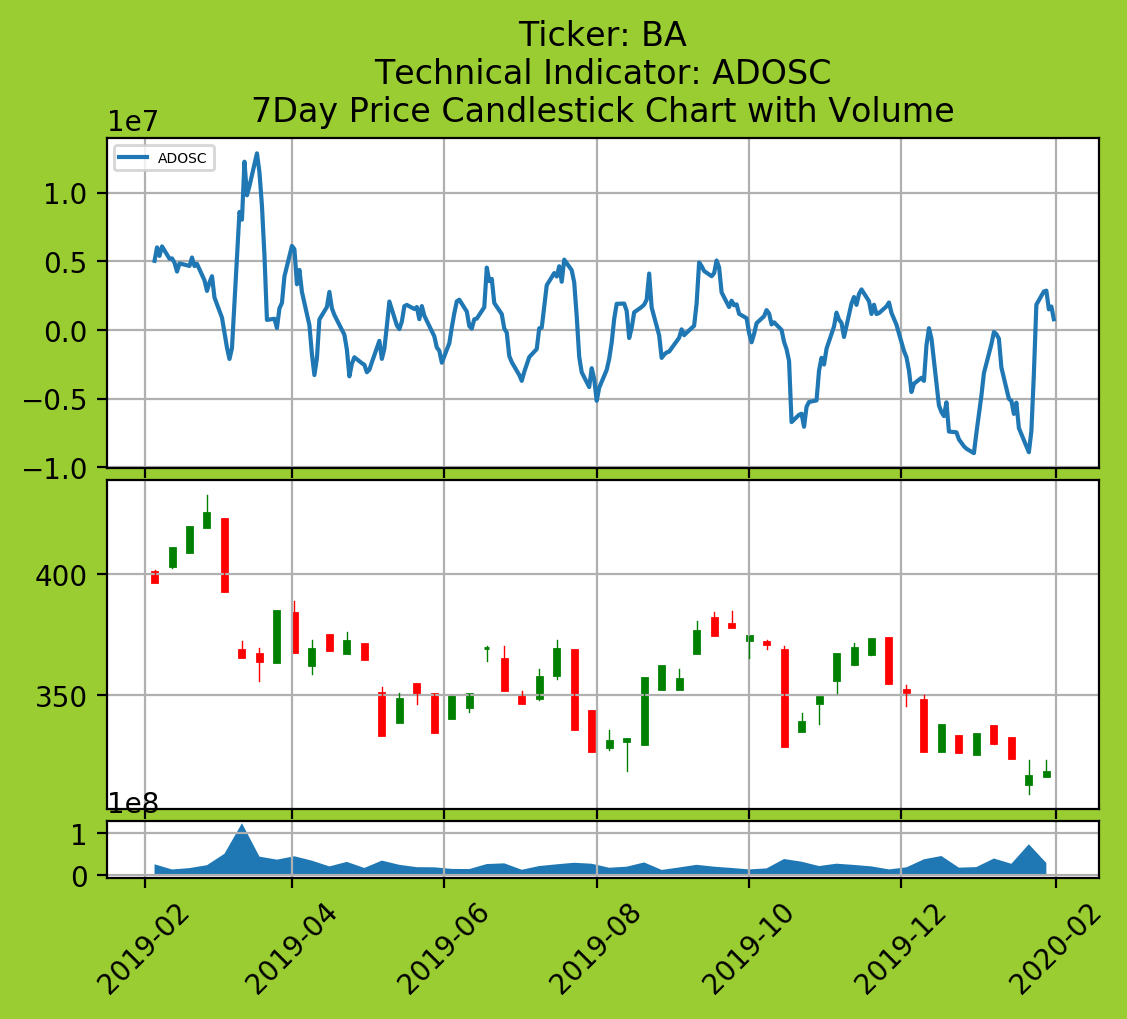 Ticker: BA
Technical Indicator: ADOSC
7Day Price Candlestick Chart with Volume
1e7
ADOSC
1.0
0.5
0.0
−0.5
−1.0
400
350
1e8
1
0
2019-02
2019-04
2019-06
2019-08
2019-10
2019-12
2020-02